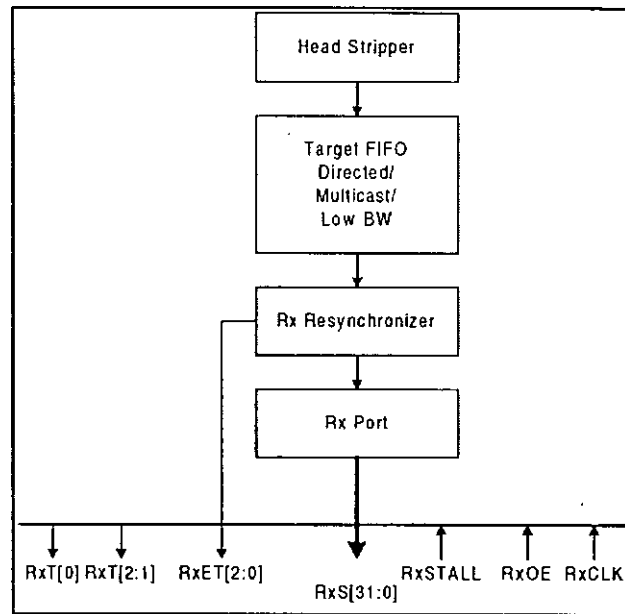 Head Stripper
Target FIFO
Directed/
Multicast/
Low BW
Rx Resynchronizer
Rx Port
RxT[0] RxT[2:1] RxET[2:0] RxS[31:0] RxSTALL RxOE RxCLK